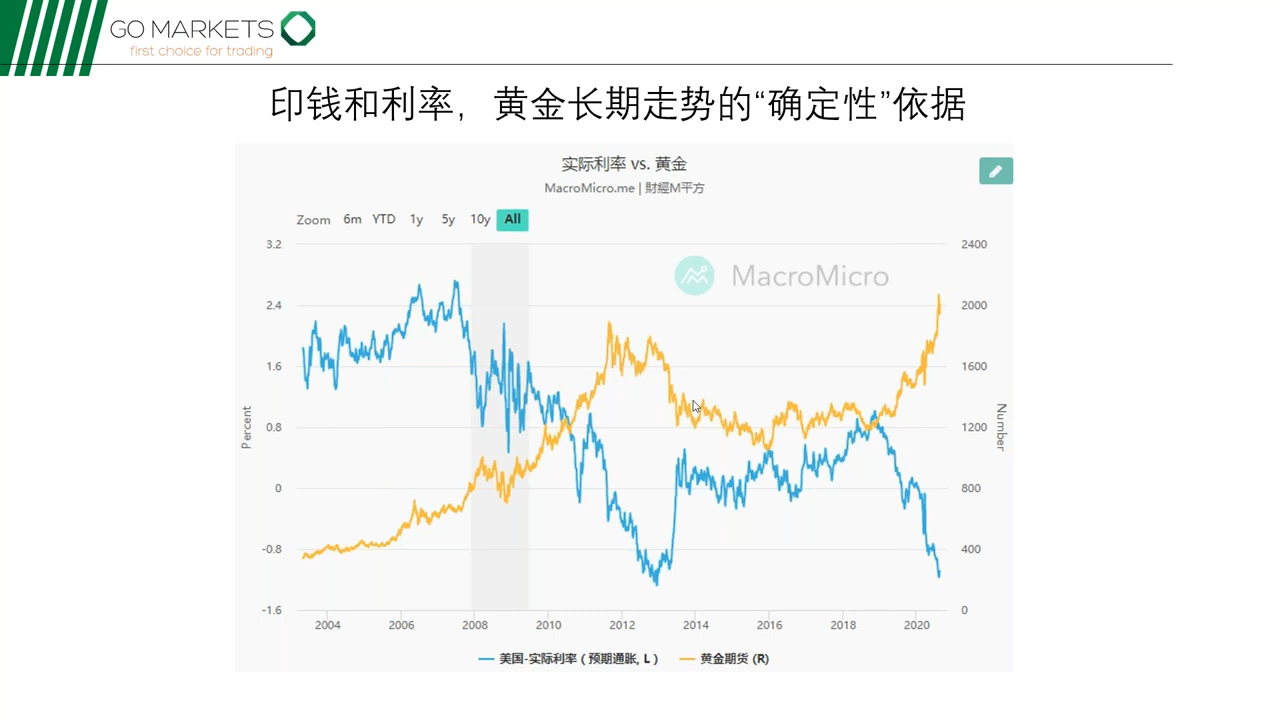 GO MARKETS
first choice for trading
印钱和利率，黄金长期走势的“确定性”依据
实际利率 vs. 黄金
MacroMicro.me | 財經M平方
Zoom 6m YTD 1y 5y 10y All
MacroMicro
3.2 2400
2.4 2000
1.6 1600
0.8 1200
0 800
-0.8 400
-1.6 0
Percent
Number
2004 2006 2008 2010 2012 2014 2016 2018 2020
美国-实际利率 ( 预期通胀, L ) 黄金期货 (R)